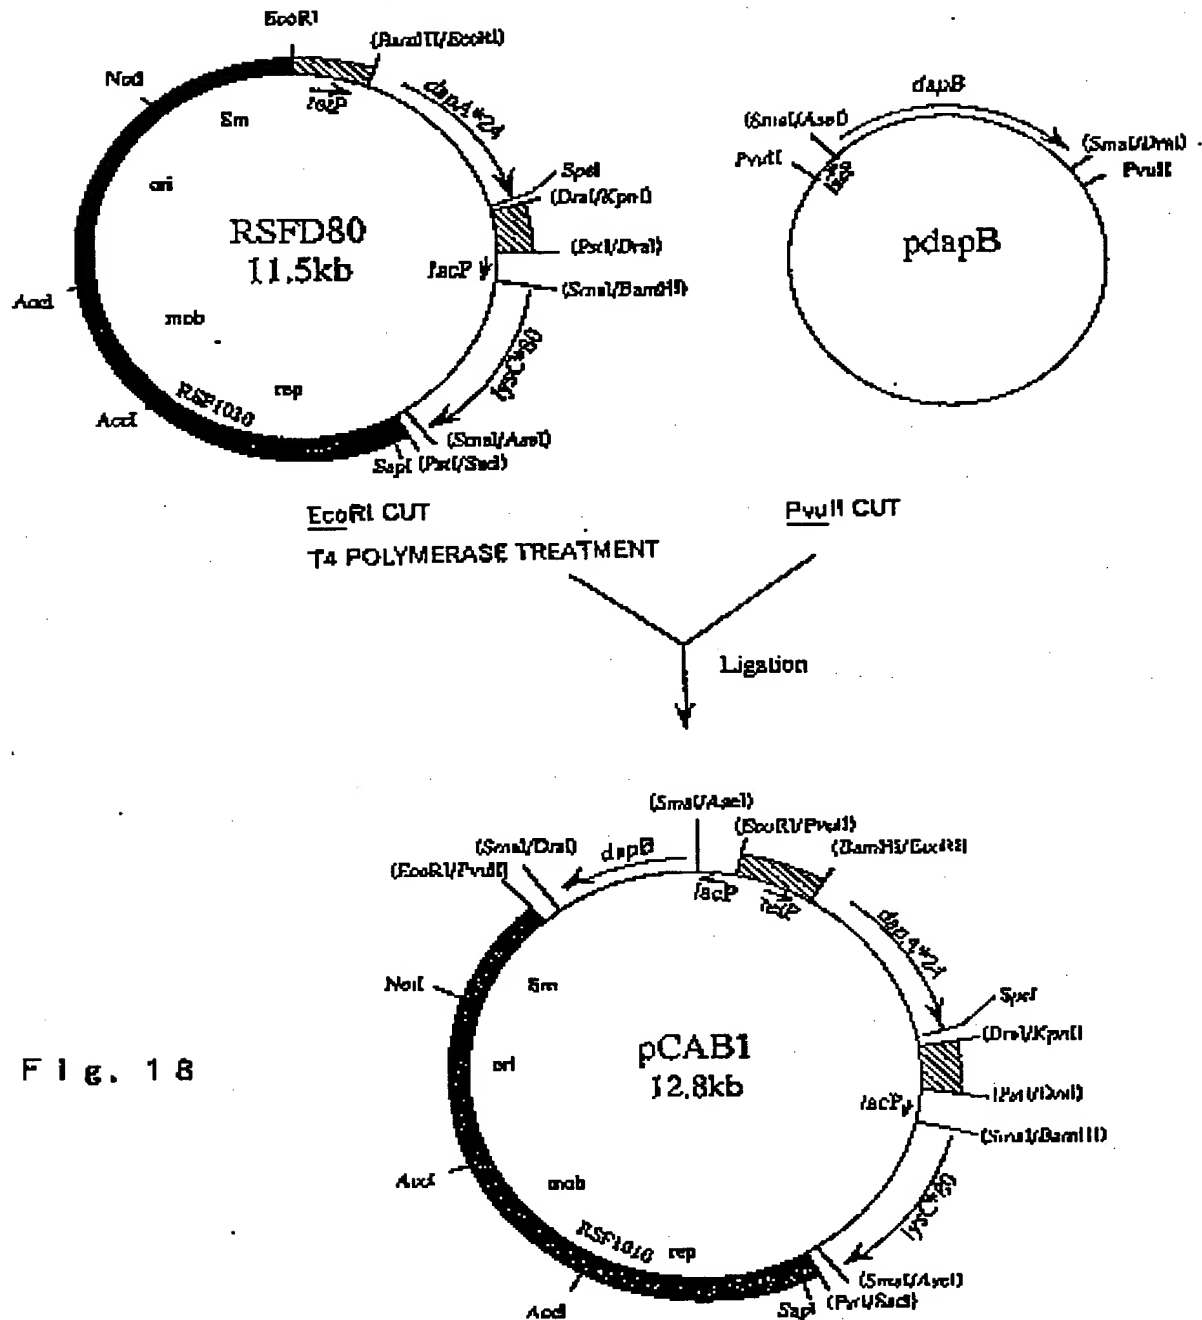 EcoRI
(BamHI/EcoRI)
NotI
tetP
Sm
dapA*24
ori
SpeI
(DraI/KpnI)
RSFD80
11.5kb
(PstI/DraI)
lacP
(SmaI/BamHI)
AccI
mob
lysC*80
rep
RSF1010
AccI
(SmaI/AseI)
SapI
(PstI/SacI)
dapB
(SmaI/AseI)
(SmaI/DraI)
PvuII
lacP
PvuII
pdapB
EcoRI CUT
PvuII CUT
T4 POLYMERASE TREATMENT
Ligation
(SmaI/AseI)
(EcoRI/PvuII)
(SmaI/DraI)
dapB
(BamHI/EcoRI)
(EcoRI/PvuII)
lacP
tetP
dapA*24
NotI
Sm
SpeI
(DraI/KpnI)
Fig. 18
ori
pCAB1
12.8kb
(PstI/DraI)
lacP
(SmaI/BamHI)
AccI
mob
lysC*80
RSF1010
rep
(SmaI/AseI)
AccI
SapI
(PstI/SacI)